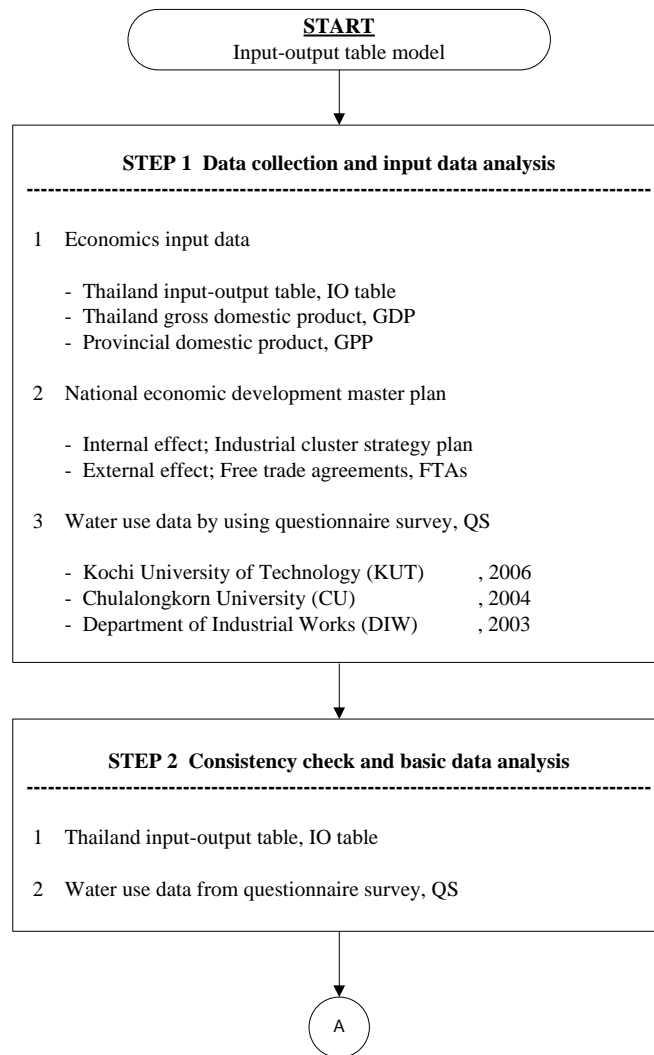 START
Input-output table model
STEP 1 Data collection and input data analysis
1 Economics input data
- Thailand input-output table, IO table
- Thailand gross domestic product, GDP
- Provincial domestic product, GPP
2 National economic development master plan
- Internal effect; Industrial cluster strategy plan
- External effect; Free trade agreements, FTAs
3 Water use data by using questionnaire survey, QS
- Kochi University of Technology (KUT) , 2006
- Chulalongkorn University (CU) , 2004
- Department of Industrial Works (DIW) , 2003
STEP 2 Consistency check and basic data analysis
1 Thailand input-output table, IO table
2 Water use data from questionnaire survey, QS
A